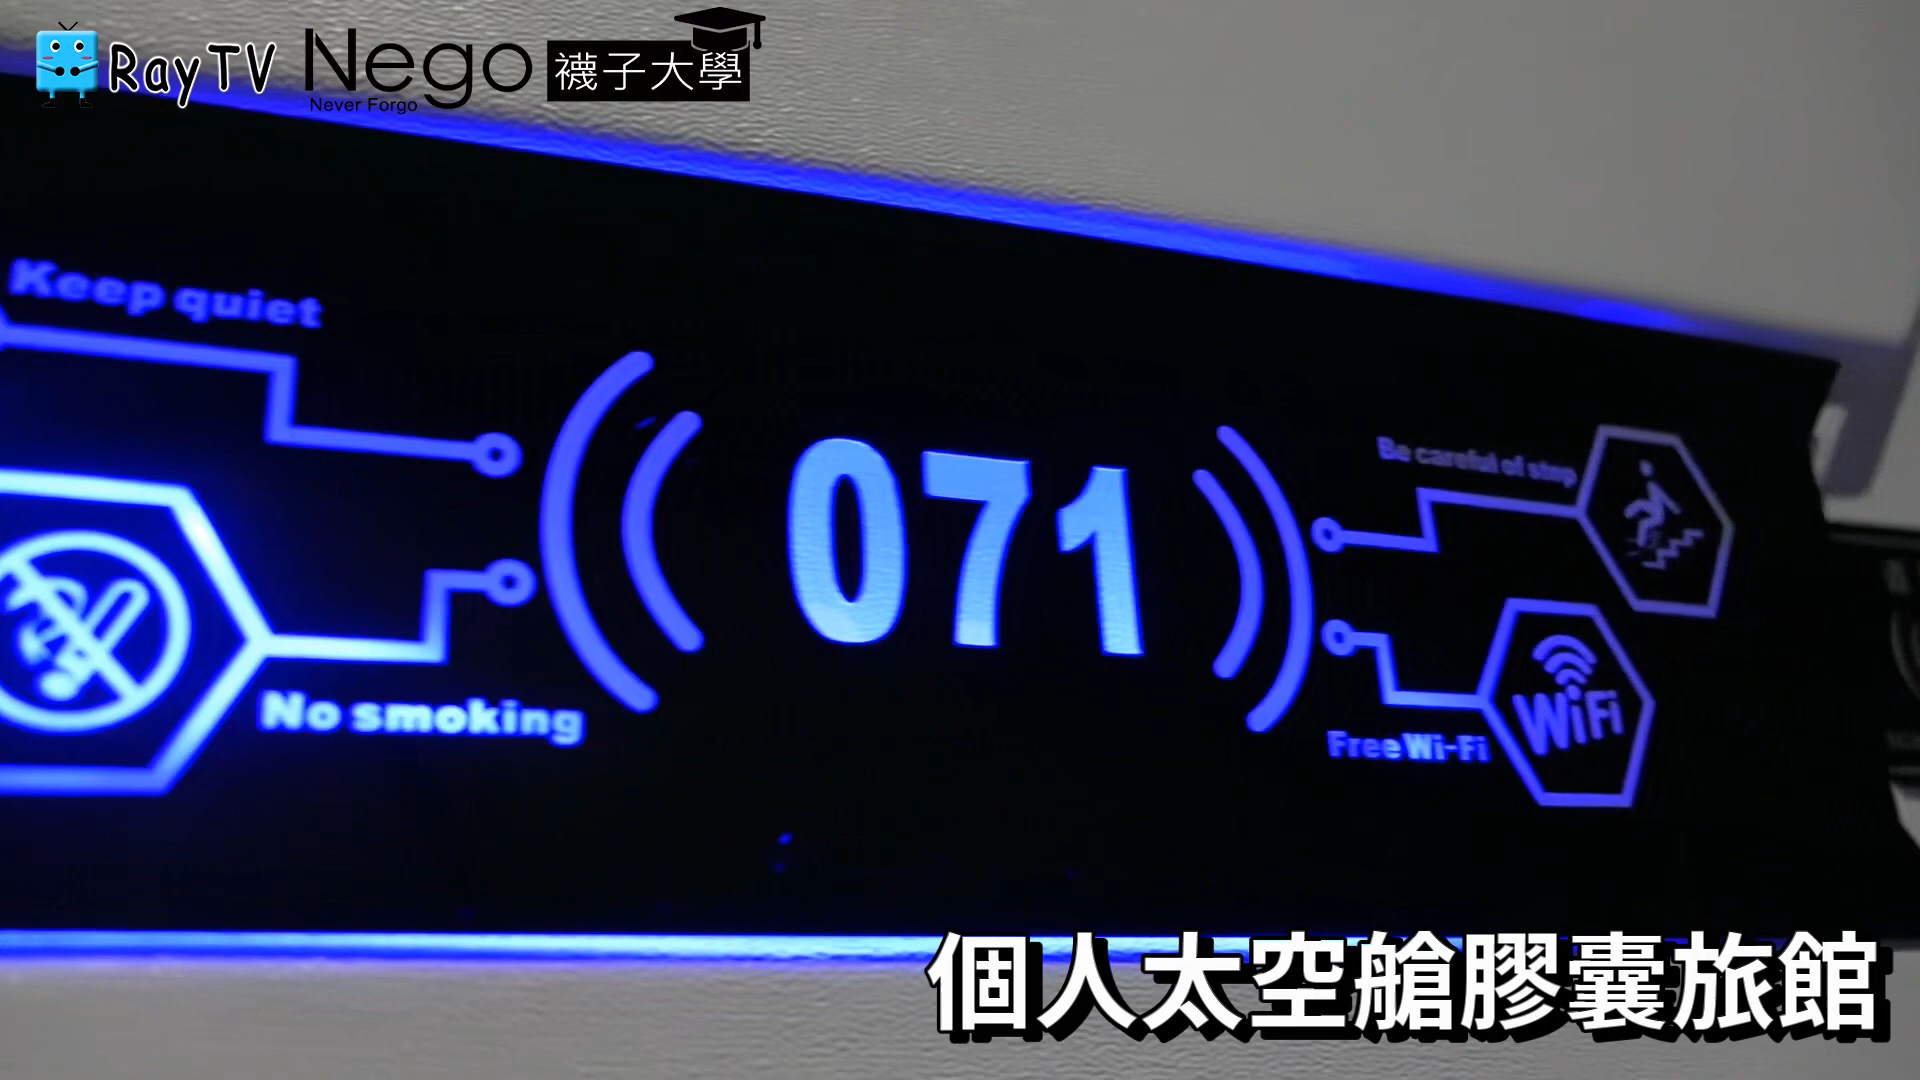 RayTV
Nego
Never Forgo
襪子大學
Keep quiet
071
Be careful of step
No smoking
Free Wi-Fi
WiFi
個人太空艙膠囊旅館